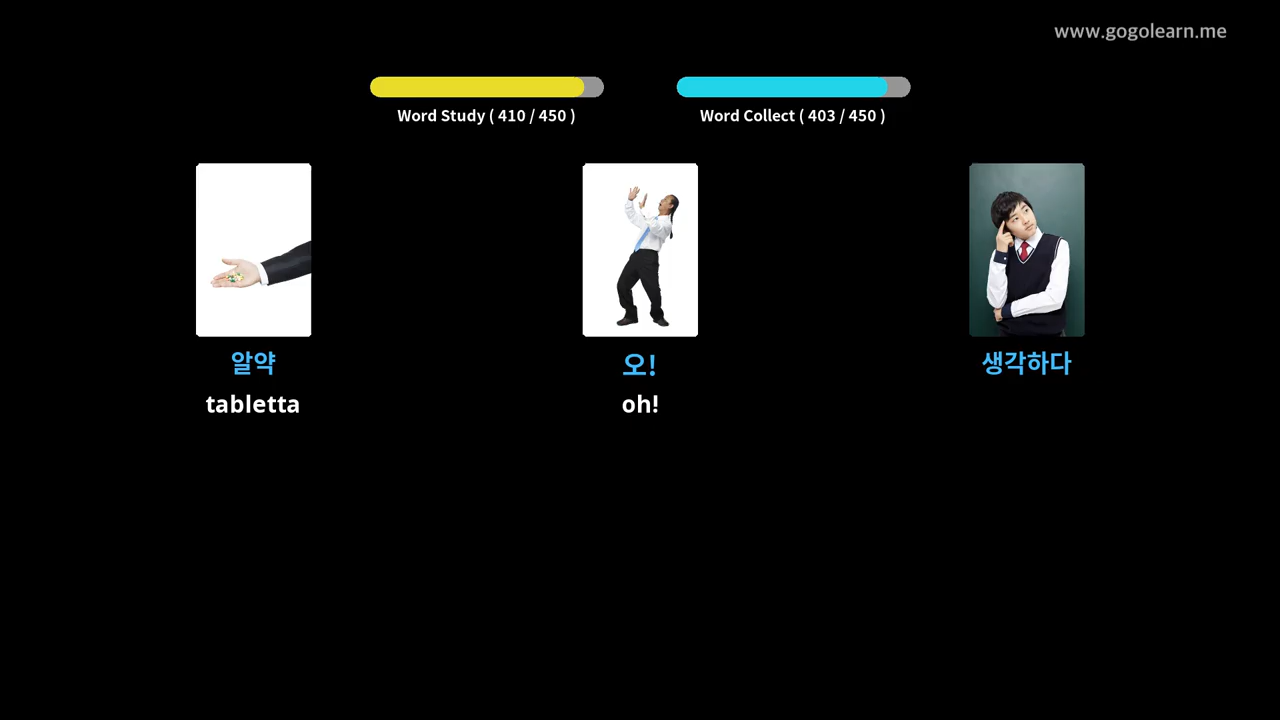 www.gogolearn.me
Word Study ( 410 / 450 )
Word Collect ( 403 / 450 )
알약
tabletta
오!
oh!
생각하다